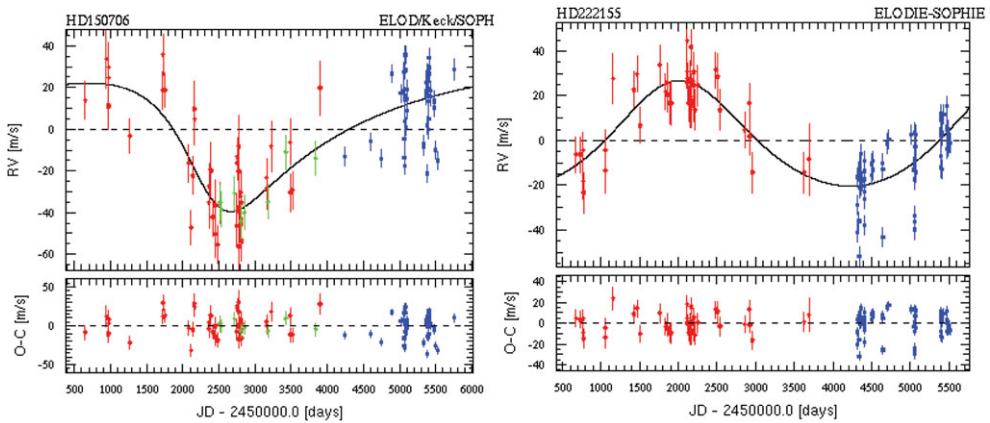 HD150706 ELOD/Keck/SOPH
40
20
0
-20
-40
-60
RV [m/s]
50
0
-50
O-C [m/s]
500 1000 1500 2000 2500 3000 3500 4000 4500 5000 5500 6000
JD - 2450000.0 [days]
HD222155 ELODIE-SOPHIE
40
20
0
-20
-40
RV [m/s]
40
20
0
-20
-40
O-C [m/s]
500 1000 1500 2000 2500 3000 3500 4000 4500 5000 5500
JD - 2450000.0 [days]